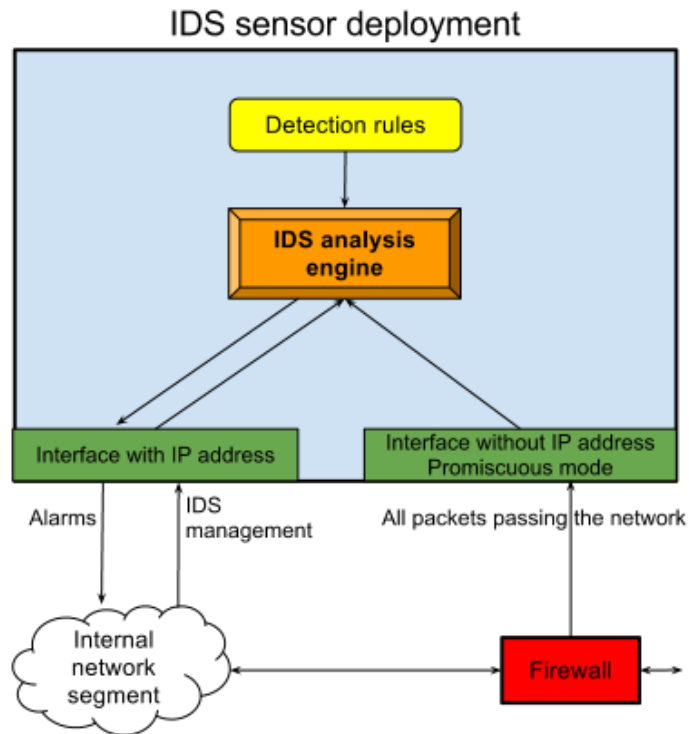 IDS sensor deployment
Detection rules
IDS analysis
engine
Interface with IP address
Interface without IP address
Promiscuous mode
Alarms
IDS
management
All packets passing the network
Internal
network
segment
Firewall